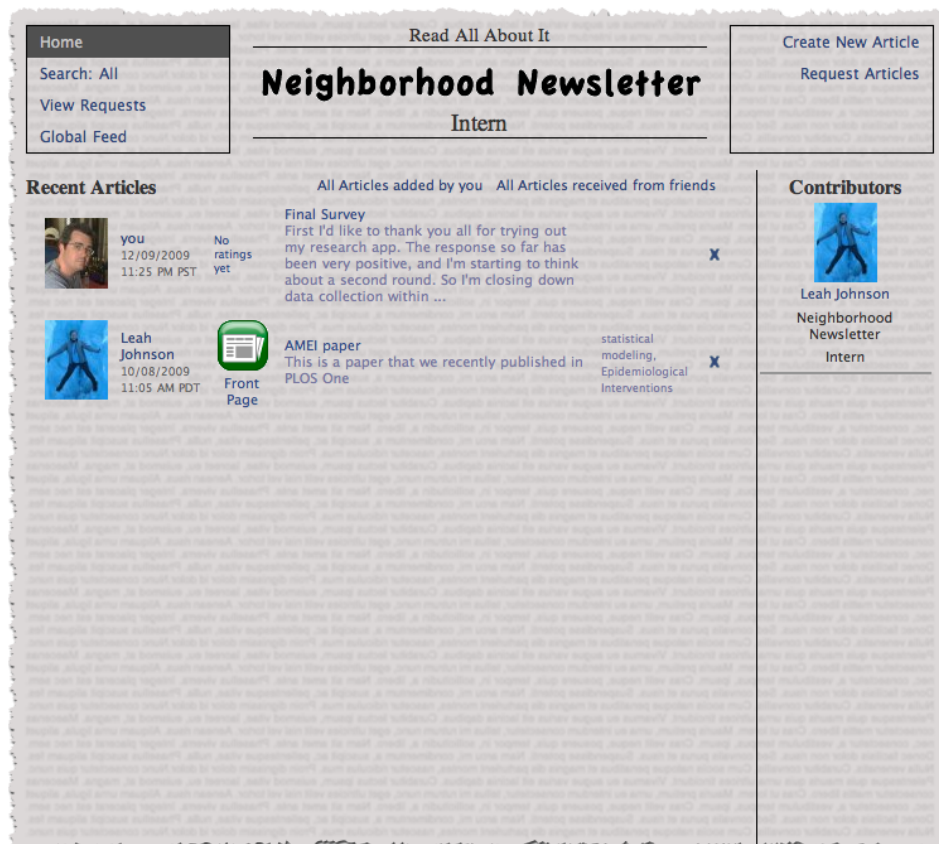 Home
Search: All
View Requests
Global Feed
Read All About It
Neighborhood Newsletter
Intern
Create New Article
Request Articles
Recent Articles
All Articles added by you All Articles received from friends
you
12/09/2009
11:25 PM PST
No
ratings
yet
Final Survey
First I'd like to thank you all for trying out
my research app. The response so far has
been very positive, and I'm starting to think
about a second round. So I'm closing down
data collection within ...
X
Leah
Johnson
10/08/2009
11:05 AM PDT
Front
Page
AMEI paper
This is a paper that we recently published in
PLOS One
statistical
modeling,
Epidemiological
Interventions
X
Contributors
Leah Johnson
Neighborhood
Newsletter
Intern